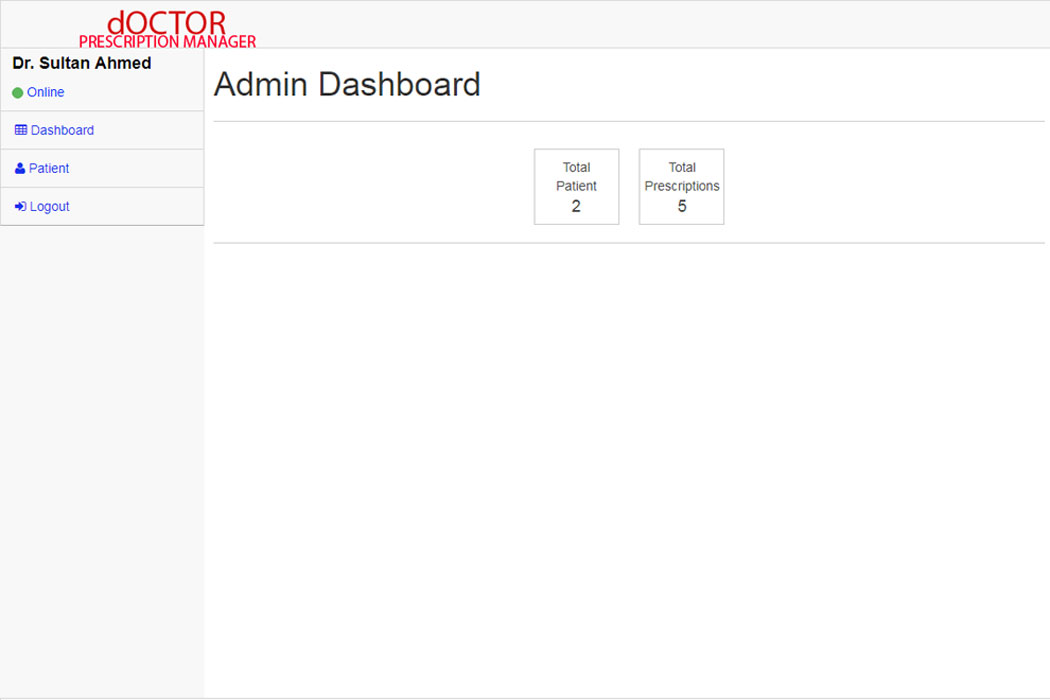 dOCTOR
PRESCRIPTION MANAGER
Dr. Sultan Ahmed
Online
Dashboard
Patient
Logout
Admin Dashboard
Total
Patient
2
Total
Prescriptions
5